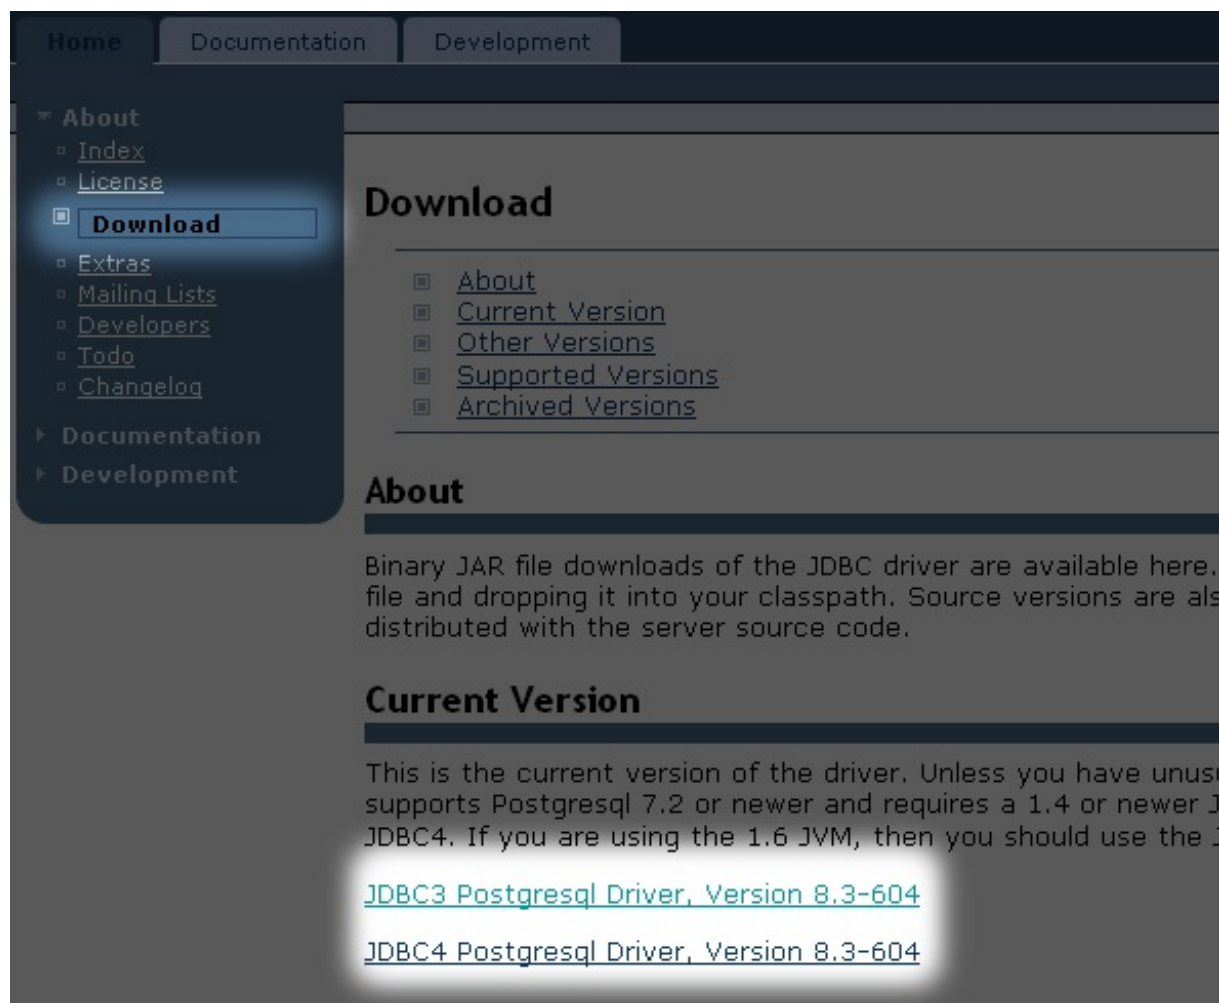 Home Documentation Development
About
Index
License
Download
Extras
Mailing Lists
Developers
Todo
Changelog
Documentation
Development
Download
About
Current Version
Other Versions
Supported Versions
Archived Versions
About
Binary JAR file downloads of the JDBC driver are available here.
file and dropping it into your classpath. Source versions are als
distributed with the server source code.
Current Version
This is the current version of the driver. Unless you have unus
supports Postgresql 7.2 or newer and requires a 1.4 or newer J
JDBC4. If you are using the 1.6 JVM, then you should use the J
JDBC3 Postgresql Driver, Version 8.3-604
JDBC4 Postgresql Driver, Version 8.3-604